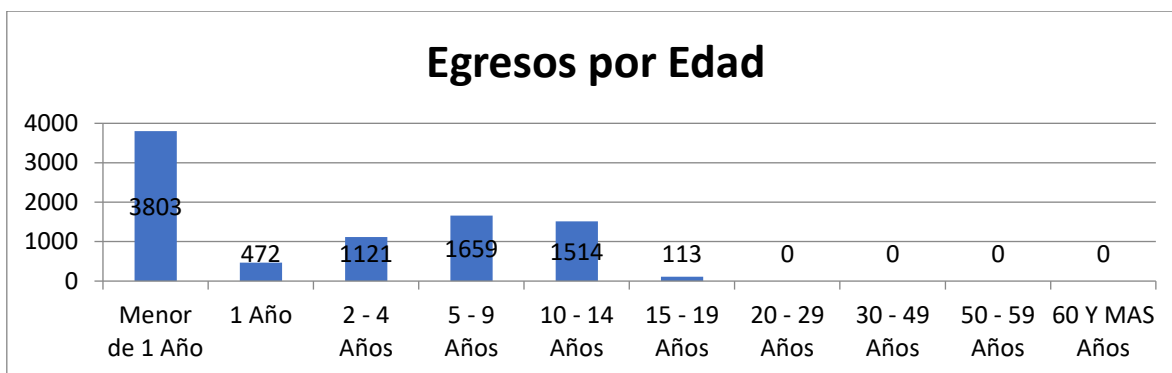 Egresos por Edad
4000
3000
2000
1000
0
3803
472
1121
1659
1514
113
0
0
0
0
Menor
de 1 Año
1 Año
2 - 4
Años
5 - 9
Años
10 - 14
Años
15 - 19
Años
20 - 29
Años
30 - 49
Años
50 - 59
Años
60 Y MAS
Años